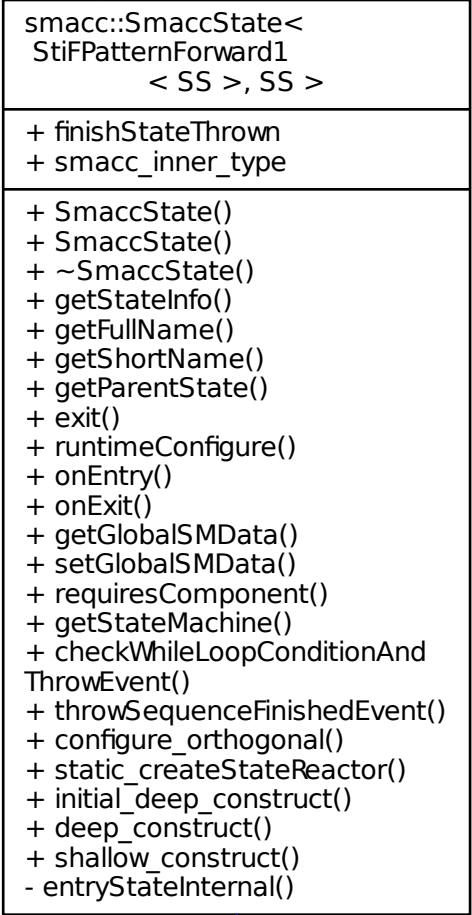 smacc::SmaccState<
StiFPatternForward1
< SS >, SS >
+ finishStateThrown
+ smacc_inner_type
+ SmaccState()
+ SmaccState()
+ ~SmaccState()
+ getStateInfo()
+ getFullName()
+ getShortName()
+ getParentState()
+ exit()
+ runtimeConfigure()
+ onEntry()
+ onExit()
+ getGlobalSMData()
+ setGlobalSMData()
+ requiresComponent()
+ getStateMachine()
+ checkWhileLoopConditionAnd
ThrowEvent()
+ throwSequenceFinishedEvent()
+ configure_orthogonal()
+ static_createStateReactor()
+ initial_deep_construct()
+ deep_construct()
+ shallow_construct()
- entryStateInternal()